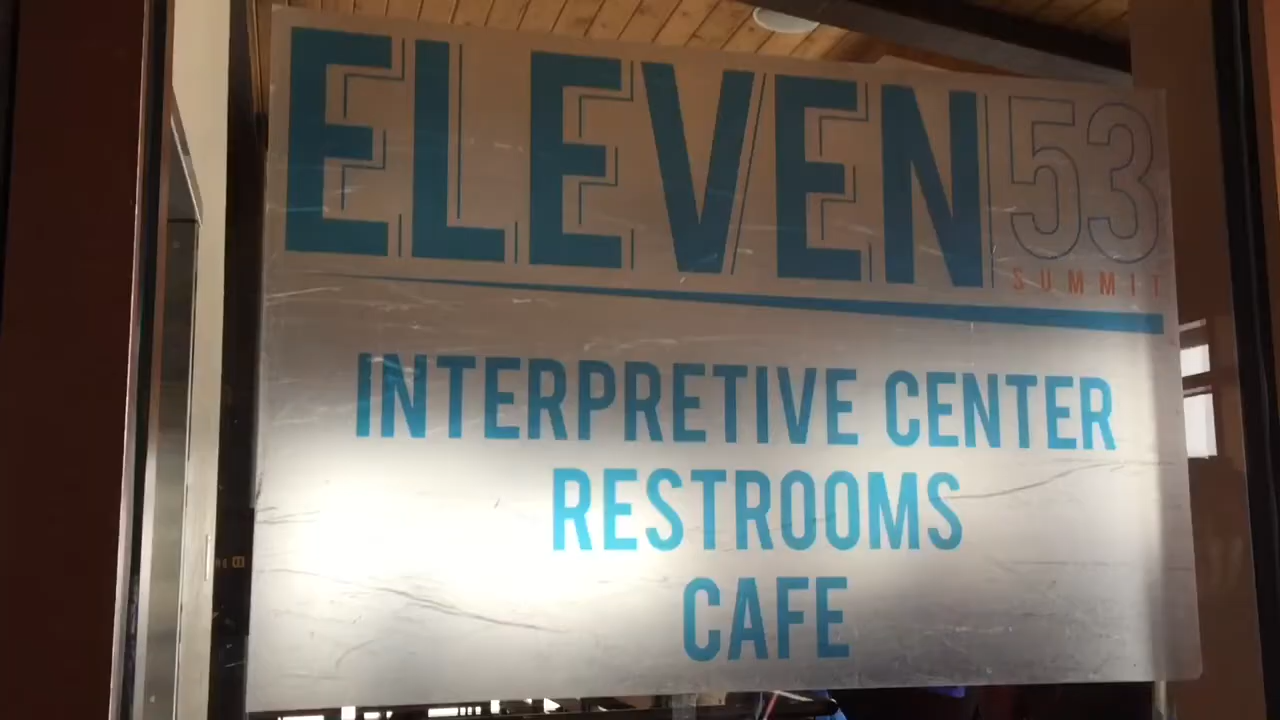 ELEVEN 53
SUMMIT
INTERPRETIVE CENTER
RESTROOMS
CAFE